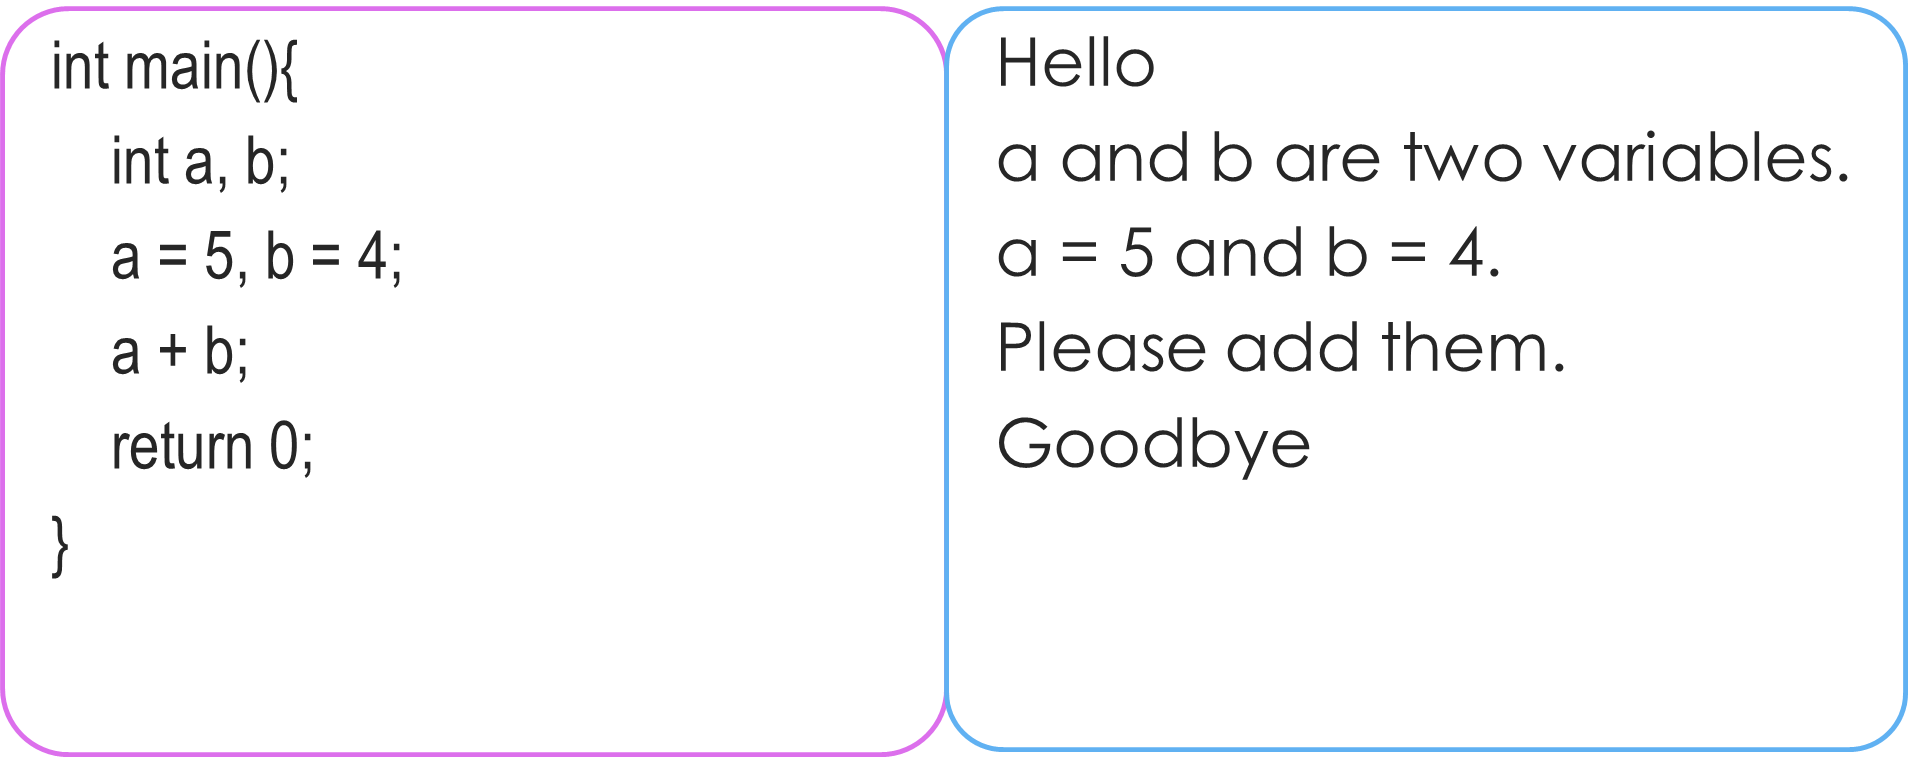 int main(){
int a, b;
a = 5, b = 4;
a + b;
return 0;
}
Hello
a and b are two variables.
a = 5 and b = 4.
Please add them.
Goodbye